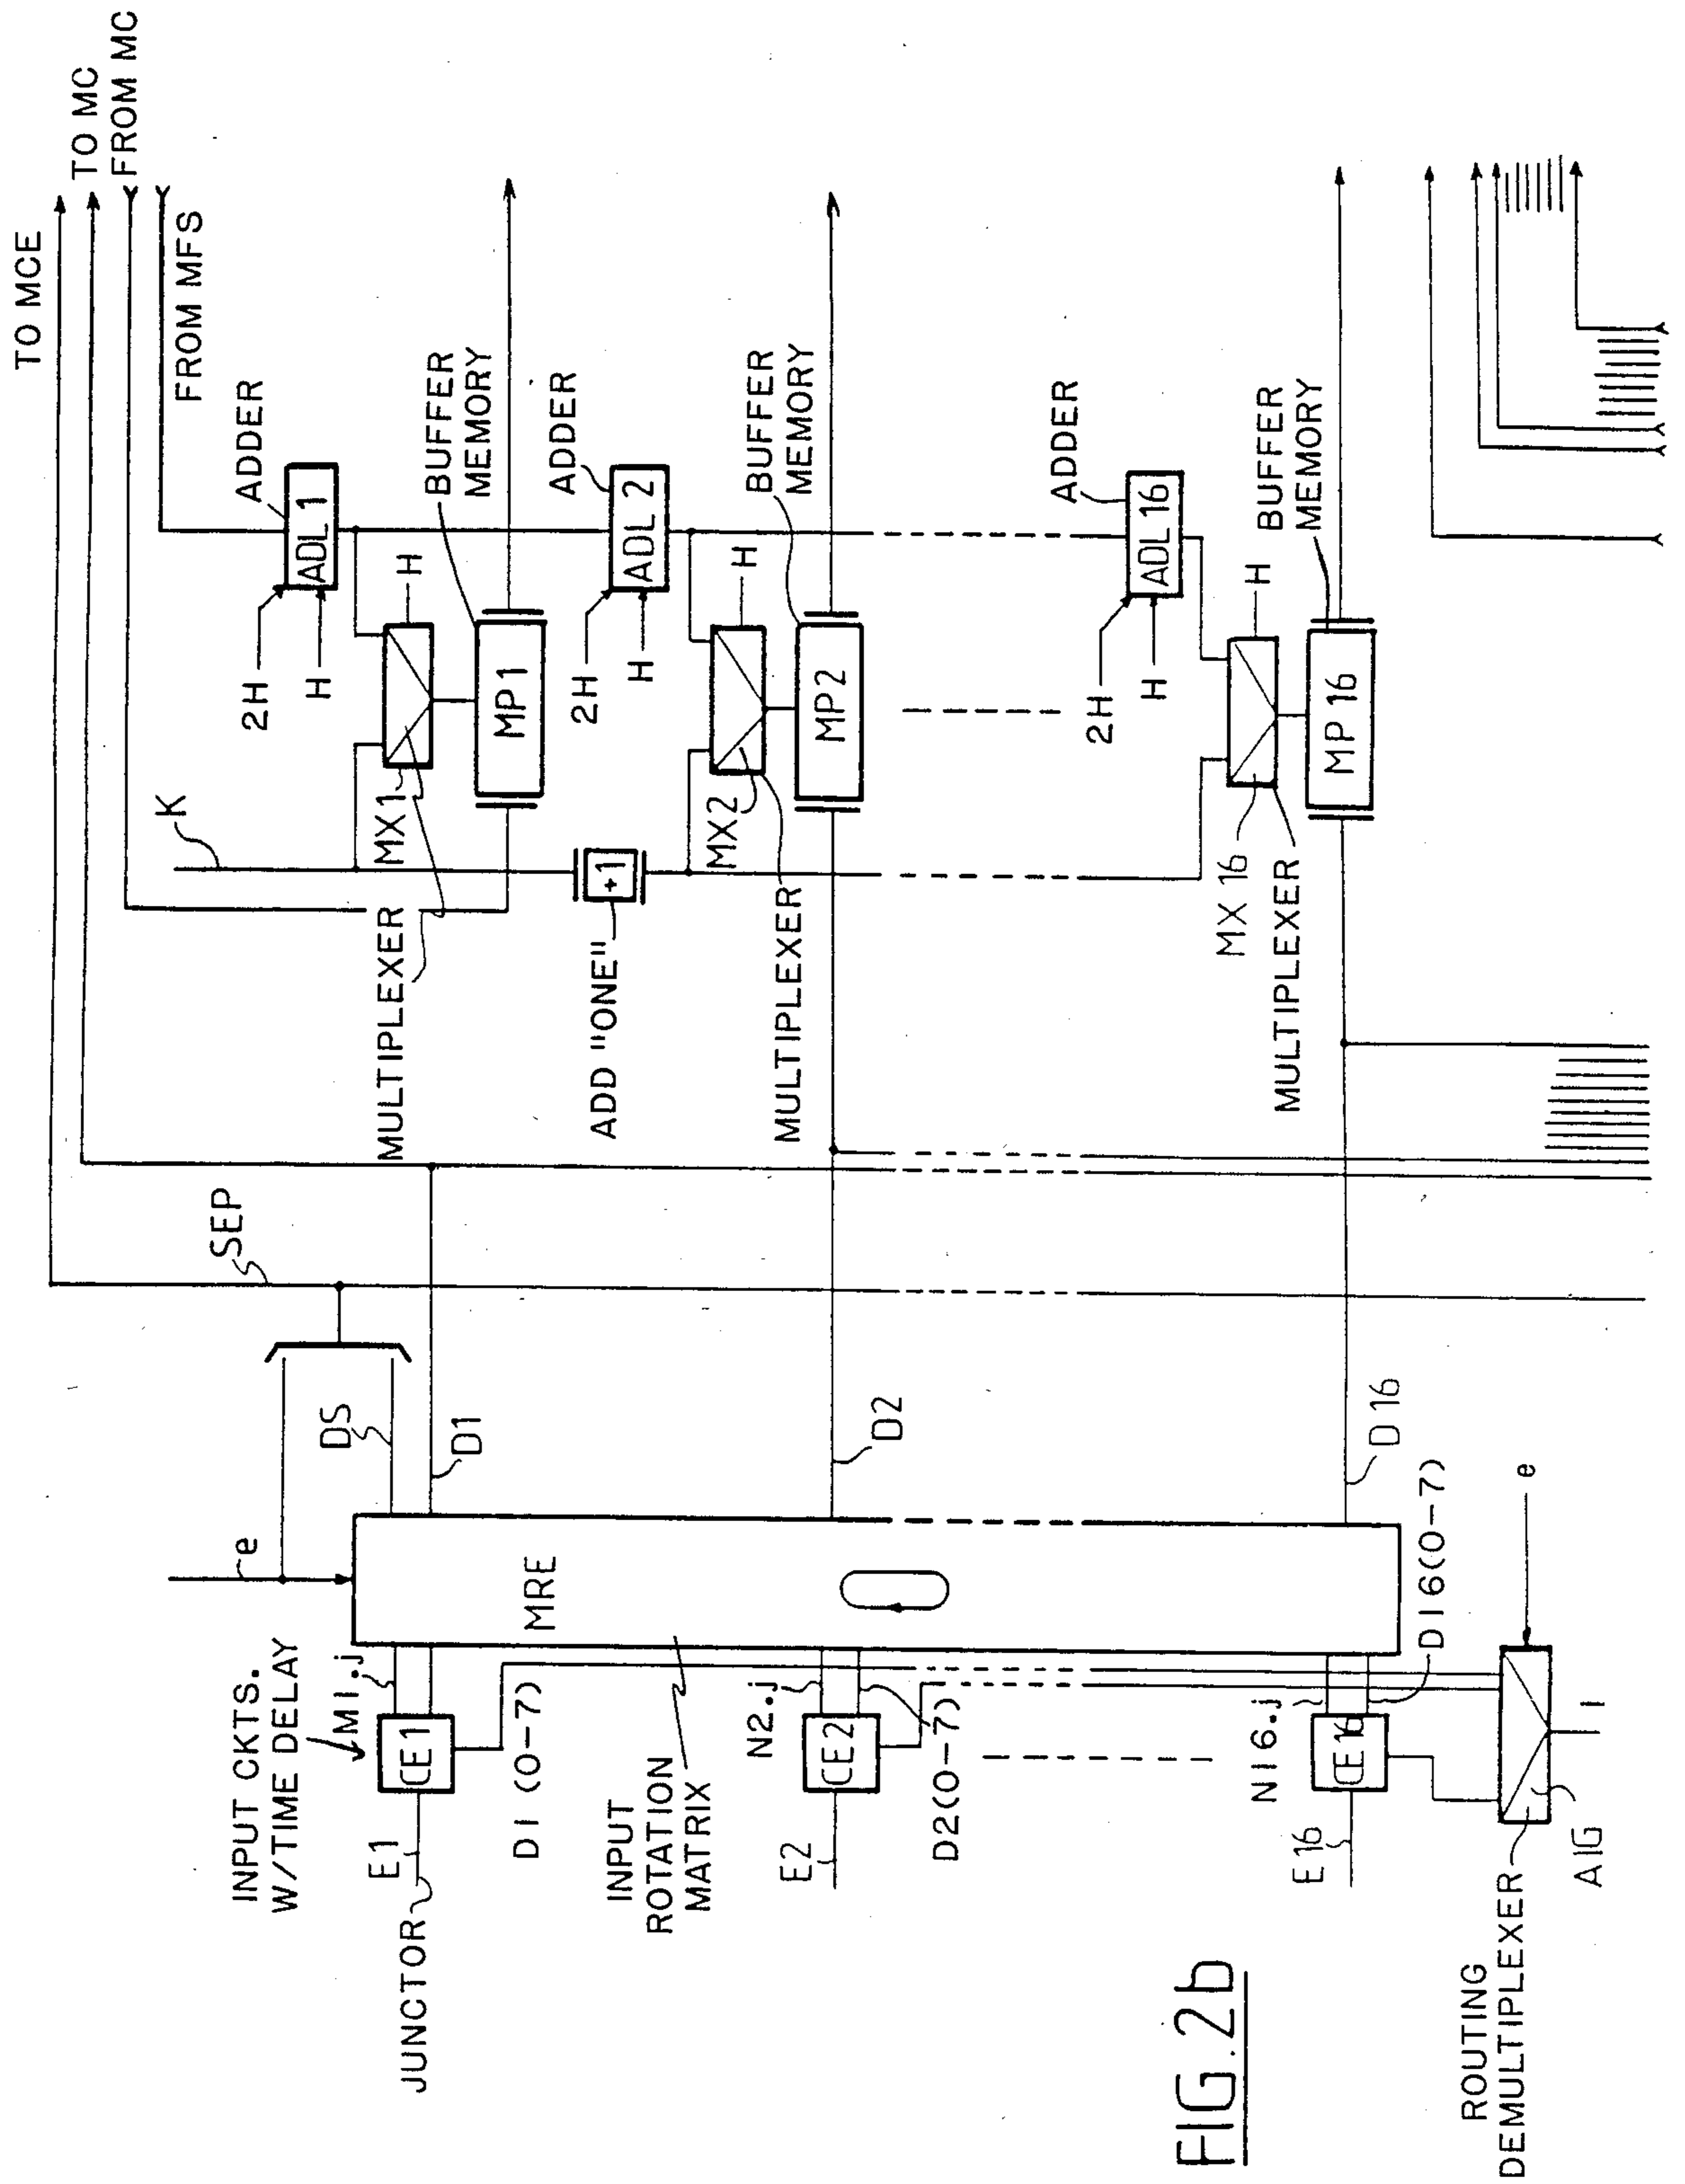 TO MCE
TO MC
FROM MC
FROM MFS
ADDER
ADL 1
2H
H
H
MX1
MULTIPLEXER
K
BUFFER
MEMORY
MP1
ADD "ONE"
+1
ADDER
ADL 2
2H
H
H
MX2
MULTIPLEXER
BUFFER
MEMORY
MP2
ADDER
ADL 16
2H
H
H
MX 16
MULTIPLEXER
BUFFER
MEMORY
MP 16
SEP
DS
D1
D2
D16
e
MRE
INPUT CKTS.
W/TIME DELAY
M1.j
CE1
E1
JUNCTOR
D1 (0-7)
INPUT
ROTATION
MATRIX
N2.j
CE2
E2
D2(0-7)
N16.j
CE16
E16
D16(0-7)
e
I
AIG
ROUTING
DEMULTIPLEXER
FIG.2b